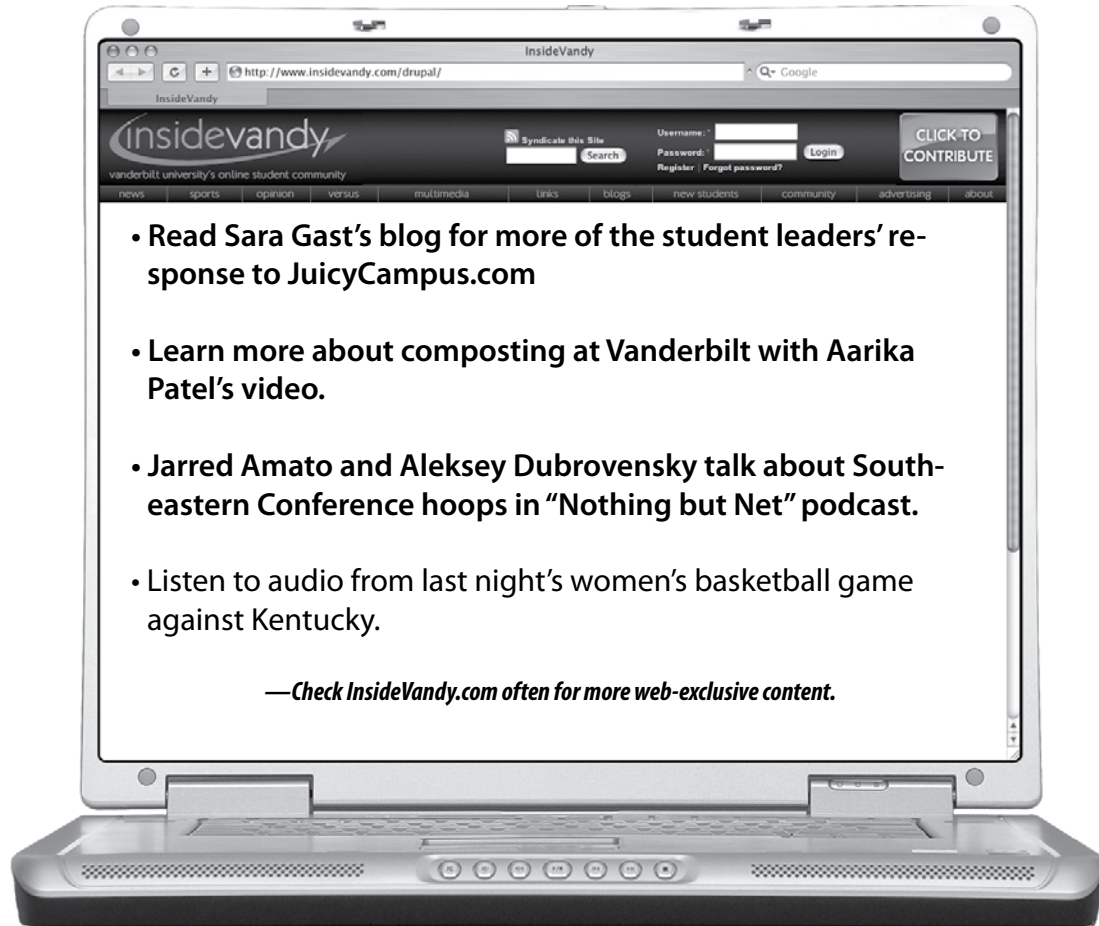 InsideVandy
http://www.insidevandy.com/drupal/
Google
InsideVandy
insidevandy
vanderbilt university's online student community
Syndicate this Site
Search
Username: *
Password: *
Login
Register | Forgot password?
CLICK TO
CONTRIBUTE
news sports opinion versus multimedia links blogs new students community advertising about
• Read Sara Gast’s blog for more of the student leaders’ re-
sponse to JuicyCampus.com
• Learn more about composting at Vanderbilt with Aarika
Patel’s video.
• Jarred Amato and Aleksey Dubrovensky talk about South-
eastern Conference hoops in “Nothing but Net” podcast.
• Listen to audio from last night’s women’s basketball game
against Kentucky.
—Check InsideVandy.com often for more web-exclusive content.